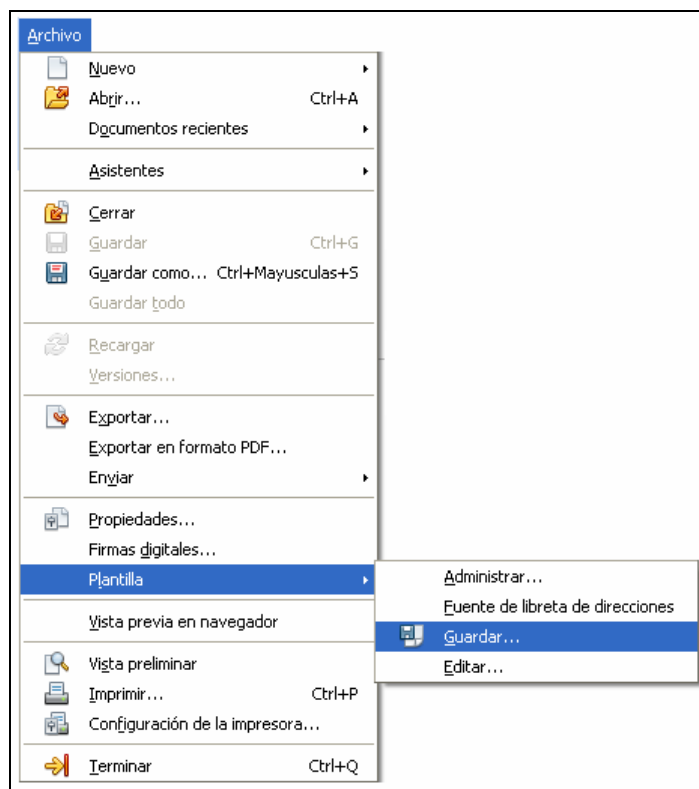 Archivo
Nuevo
Abrir... Ctrl+A
Documentos recientes
Asistentes
Cerrar
Guardar Ctrl+G
Guardar como... Ctrl+Mayusculas+S
Guardar todo
Recargar
Versiones...
Exportar...
Exportar en formato PDF...
Enviar
Propiedades...
Firmas digitales...
Plantilla
Administrar...
Fuente de libreta de direcciones
Guardar...
Editar...
Vista previa en navegador
Vista preliminar
Imprimir... Ctrl+P
Configuración de la impresora...
Terminar Ctrl+Q